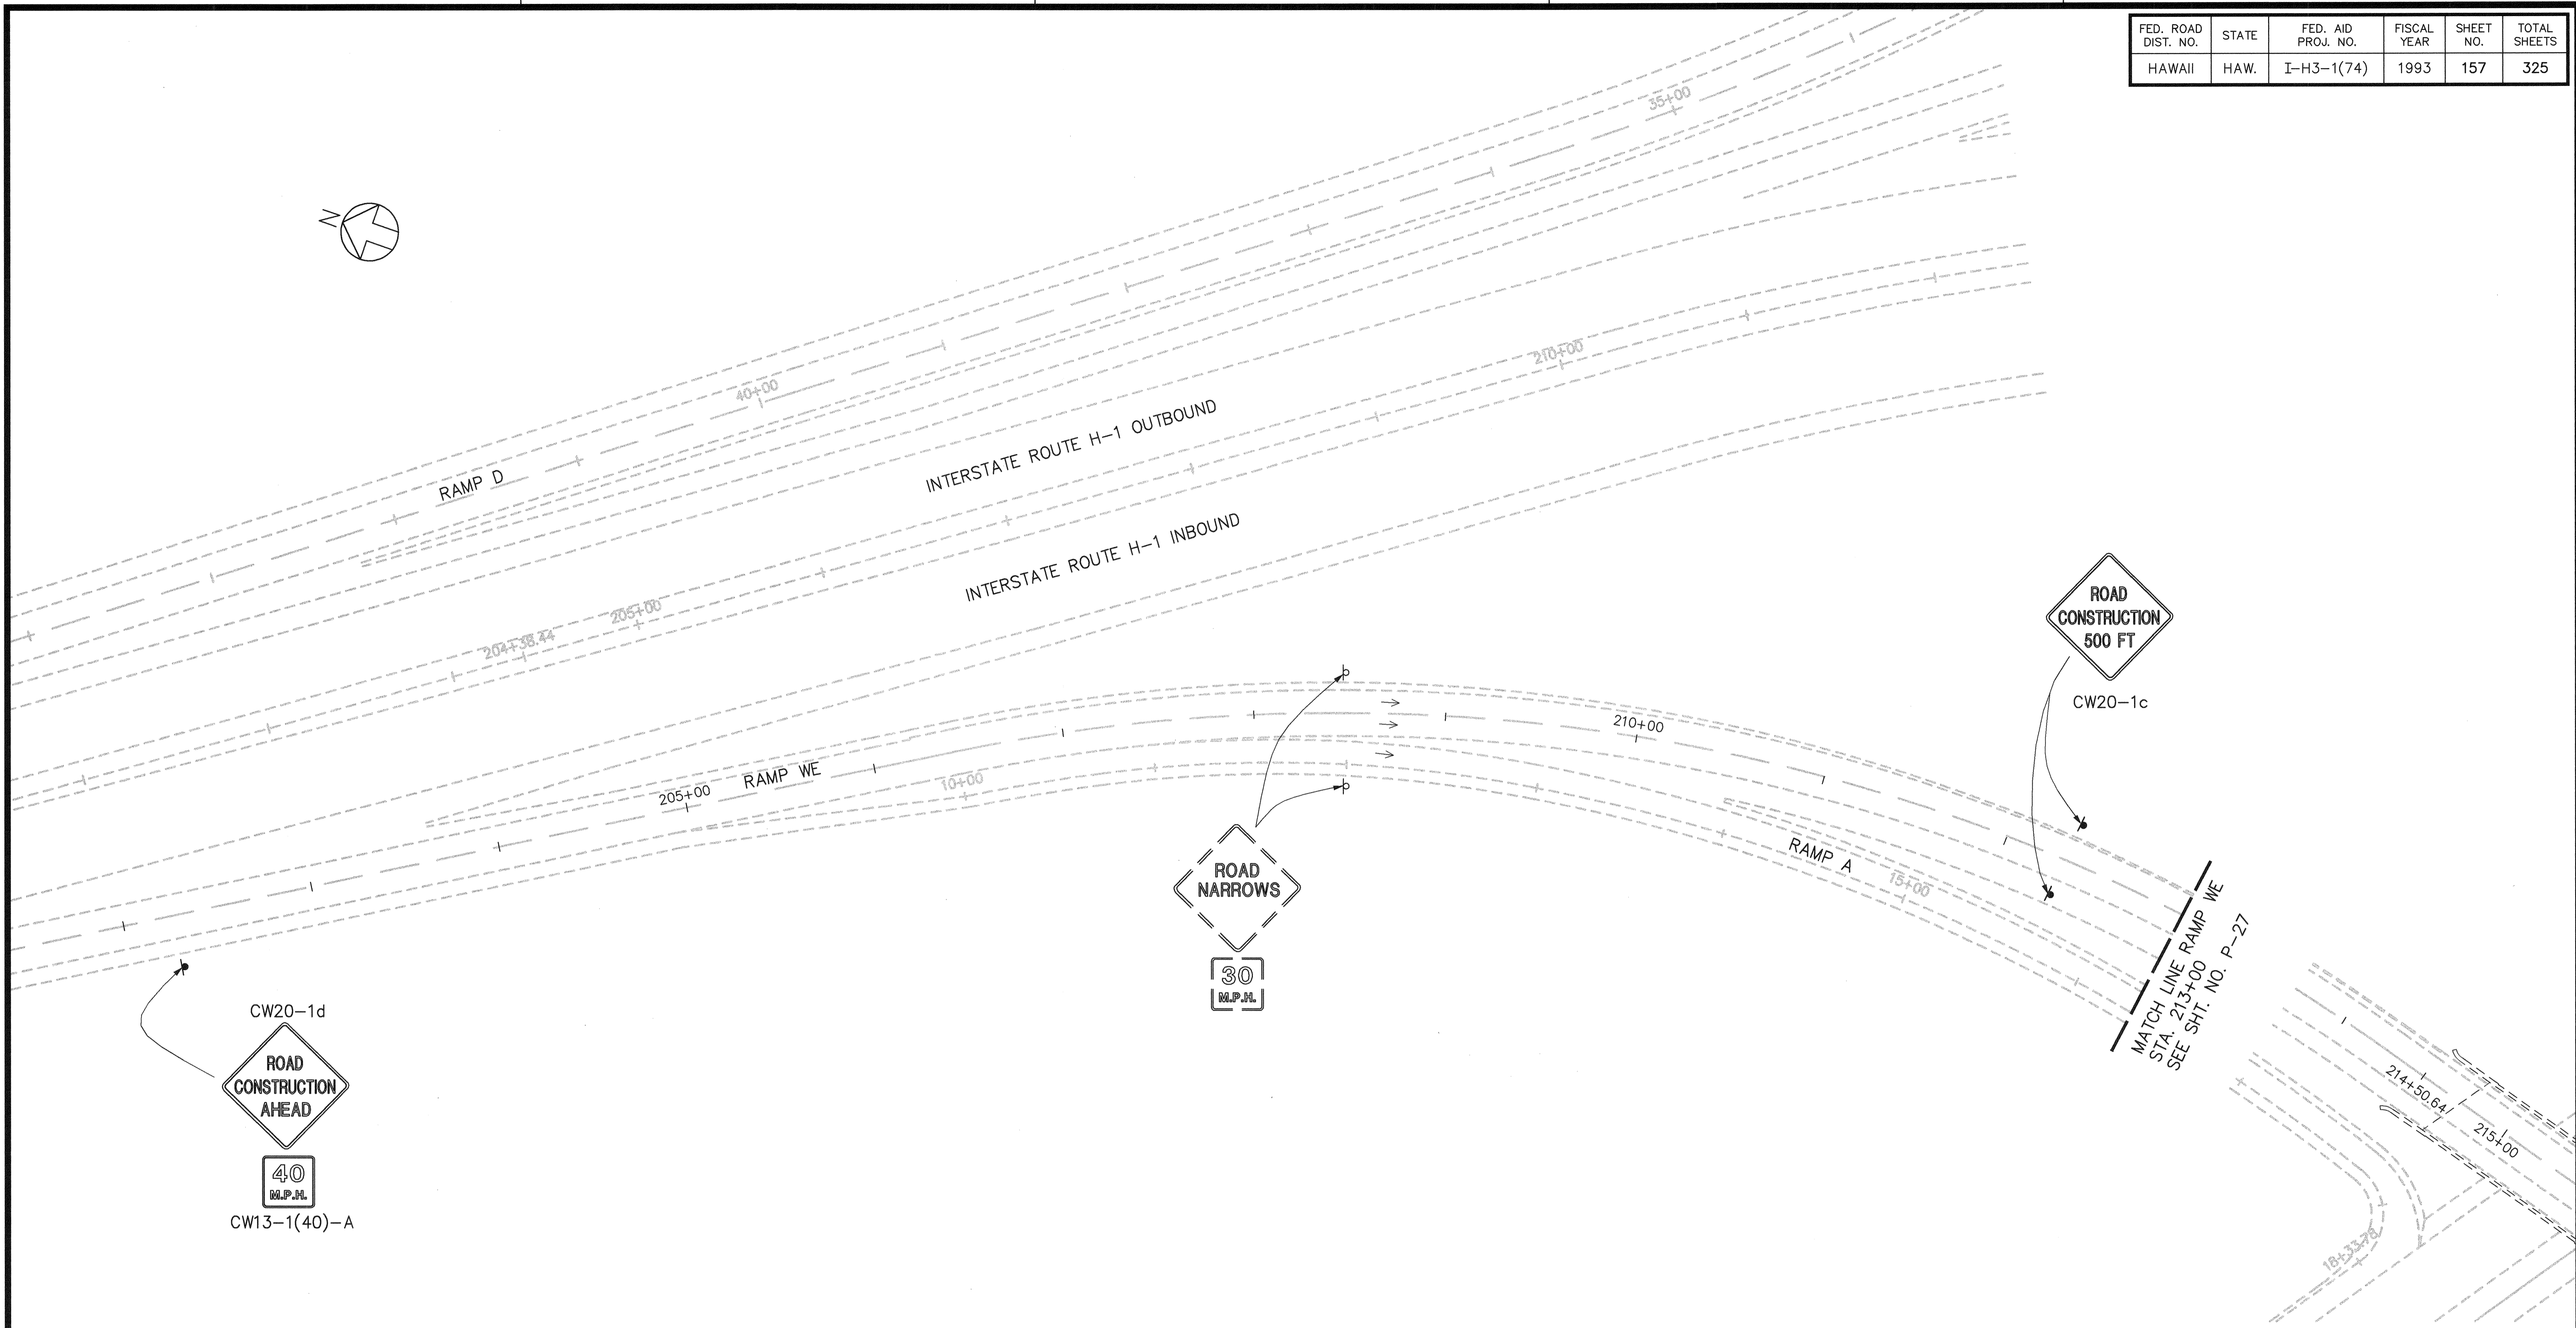 FED. ROAD DIST. NO. STATE FED. AID PROJ. NO. FISCAL YEAR SHEET NO. TOTAL SHEETS
HAWAII HAW. I-H3-1(74) 1993 157 325
N
35+00
210+00
40+00
INTERSTATE ROUTE H-1 OUTBOUND
RAMP D
INTERSTATE ROUTE H-1 INBOUND
205+00
204+38.44
ROAD
CONSTRUCTION
500 FT
CW20-1c
210+00
RAMP WE
205+00
10+00
RAMP A
15+00
ROAD
NARROWS
30
M.P.H.
MATCH LINE RAMP WE
STA. 213+00
SEE SHT. NO. P-27
CW20-1d
ROAD
CONSTRUCTION
AHEAD
40
M.P.H.
CW13-1(40)-A
214+50.64
215+00
18+33.78